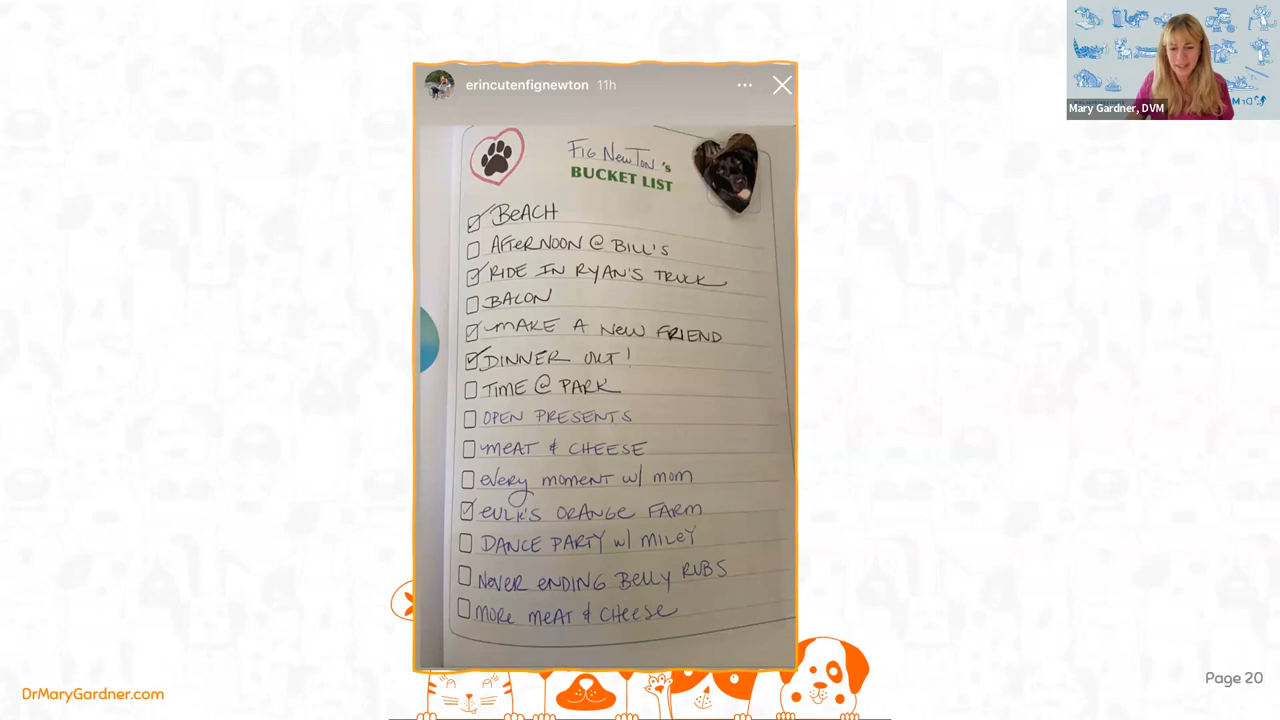 erincutenfignewton 11h
Mary Gardner, DVM
FIG NEWTON's
BUCKET LIST
BEACH
AFTERNOON @ BILL'S
RIDE IN RYAN'S TRUCK
BACON
MAKE A NEW FRIEND
DINNER OUT!
TIME @ PARK
OPEN PRESENTS
MEAT & CHEESE
every moment w/ mom
ORANGE FARM
DANCE PARTY w/ MILEY
NEVER ENDING BELLY RUBS
MORE MEAT & CHEESE
DrMaryGardner.com
Page 20